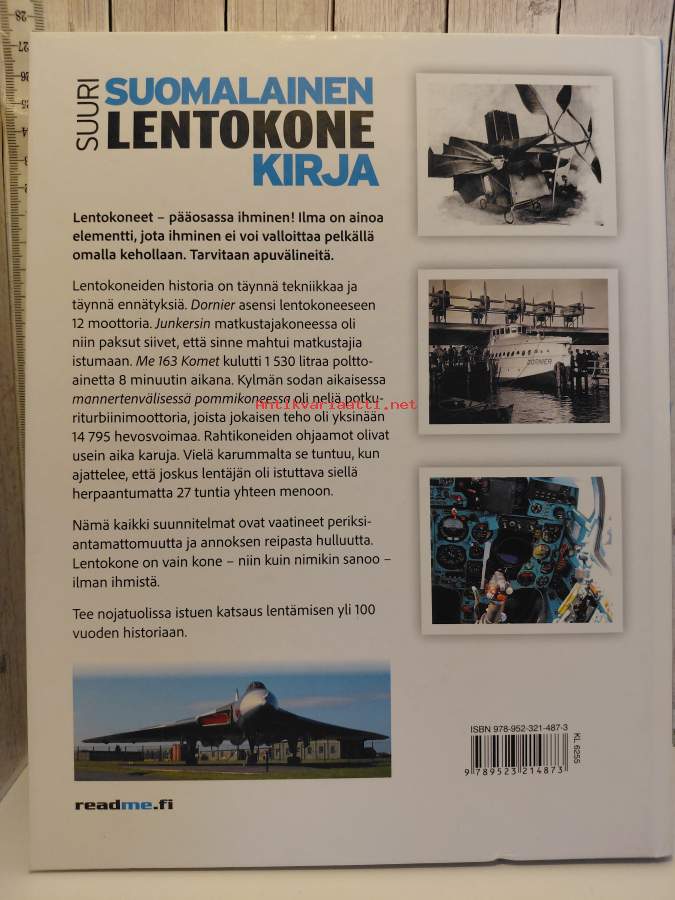 SUURI
SUOMALAINEN
LENTOKONE
KIRJA
Lentokoneet – pääosassa ihminen! Ilma on ainoa
elementti, jota ihminen ei voi valloittaa pelkällä
omalla kehollaan. Tarvitaan apuvälineitä.
Lentokoneiden historia on täynnä tekniikkaa ja
täynnä ennätyksiä. Dornier asensi lentokoneeseen
12 moottoria. Junkersin matkustajakoneessa oli
niin paksut siivet, että sinne mahtui matkustajia
istumaan. Me 163 Komet kulutti 1 530 litraa poltto-
ainetta 8 minuutin aikana. Kylmän sodan aikaisessa
mannertenvälisessä pommikoneessa oli neljä potku-
riturbiinimoottoria, joista jokaisen teho oli yksinään
14 795 hevosvoimaa. Rahtikoneiden ohjaamot olivat
usein aika karuja. Vielä karummalta se tuntuu, kun
ajattelee, että joskus lentäjän oli istuttava siellä
herpaantumatta 27 tuntia yhteen menoon.
Nämä kaikki suunnitelmat ovat vaatineet periksi-
antamattomuutta ja annoksen reipasta hulluutta.
Lentokone on vain kone – niin kuin nimikin sanoo –
ilman ihmistä.
Tee nojatuolissa istuen katsaus lentämisen yli 100
vuoden historiaan.
readme.fi
DORNIER
ISBN 978-952-321-487-3
9 789523 214873
KL 6255
Antikvariaatti.net
28
27